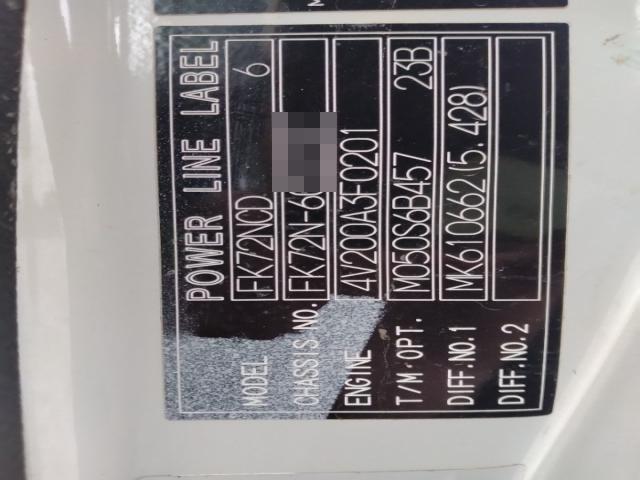 POWER LINE LABEL
MODEL FK72NCD 6
CHASSIS NO. FK72N-60
ENGINE 4V200A3F0201
T/M.OPT. M050S6B457 23B
DIFF.NO.1 MK610662(5.428)
DIFF.NO.2